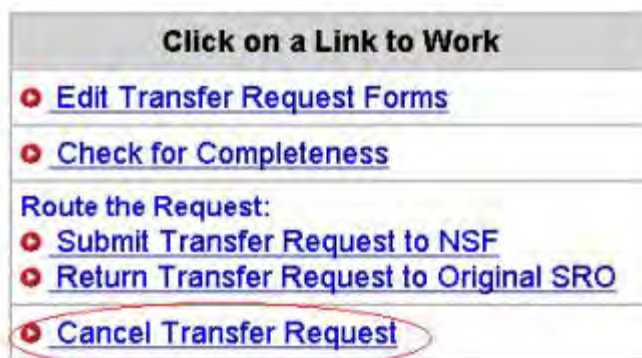 Click on a Link to Work
Edit Transfer Request Forms
Check for Completeness
Route the Request:
Submit Transfer Request to NSF
Return Transfer Request to Original SRO
Cancel Transfer Request